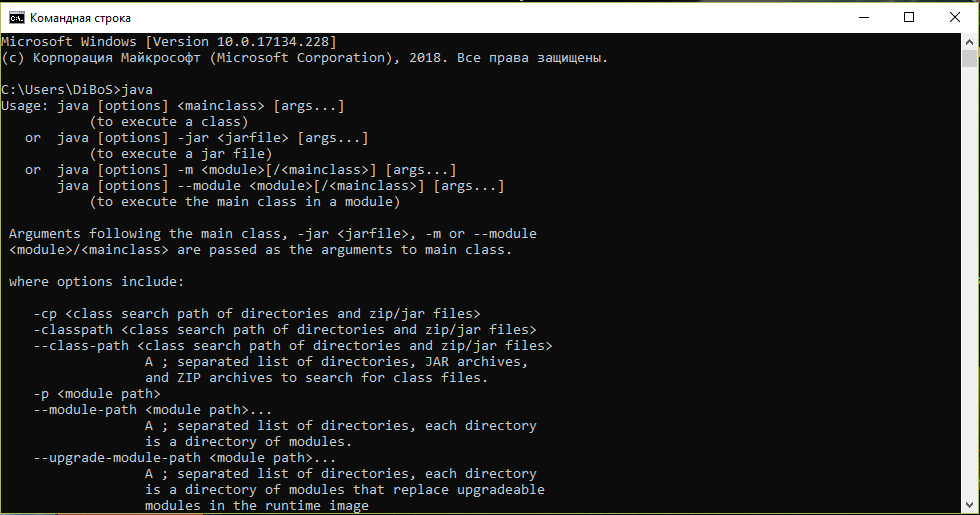 Командная строка
Microsoft Windows [Version 10.0.17134.228]
(c) Корпорация Майкрософт (Microsoft Corporation), 2018. Все права защищены.
C:\Users\DiBoS>java
Usage: java [options] <mainclass> [args...]
(to execute a class)
or java [options] -jar <jarfile> [args...]
(to execute a jar file)
or java [options] -m <module>[/<mainclass>] [args...]
java [options] --module <module>[/<mainclass>] [args...]
(to execute the main class in a module)
Arguments following the main class, -jar <jarfile>, -m or --module
<module>/<mainclass> are passed as the arguments to main class.
where options include:
-cp <class search path of directories and zip/jar files>
-classpath <class search path of directories and zip/jar files>
--class-path <class search path of directories and zip/jar files>
A ; separated list of directories, JAR archives,
and ZIP archives to search for class files.
-p <module path>
--module-path <module path>...
A ; separated list of directories, each directory
is a directory of modules.
--upgrade-module-path <module path>...
A ; separated list of directories, each directory
is a directory of modules that replace upgradeable
modules in the runtime image